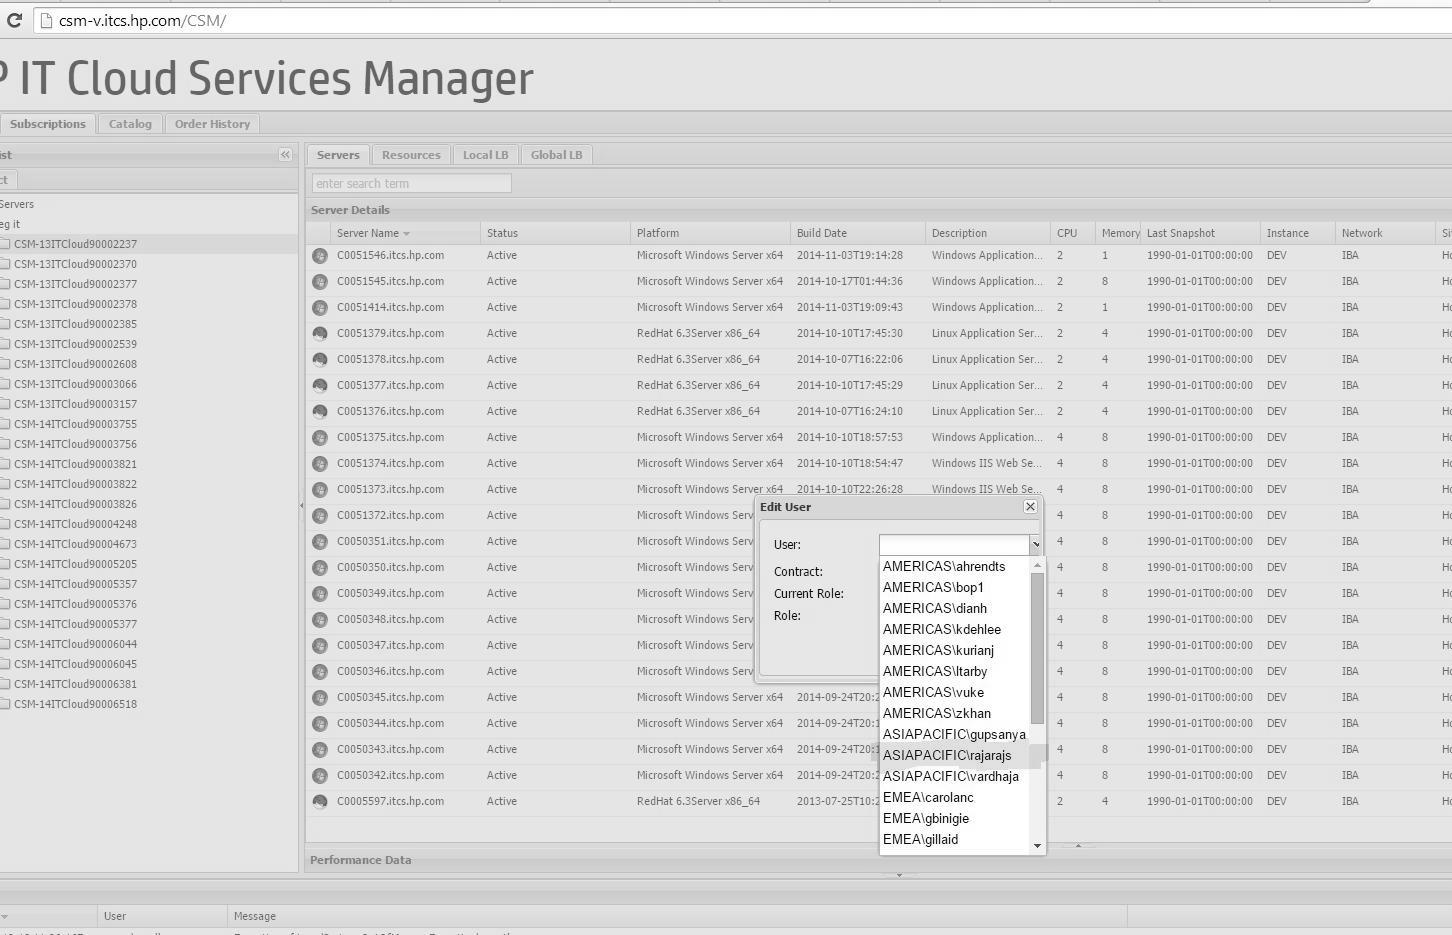 csm-v.itcs.hp.com/CSM/
P IT Cloud Services Manager
Subscriptions Catalog Order History
ist
Servers Resources Local LB Global LB
ct
enter search term
Servers
Server Details
eg it
Server Name Status Platform Build Date Description CPU Memory Last Snapshot Instance Network Si
CSM-13ITCloud90002237
CSM-13ITCloud90002370
CSM-13ITCloud90002377
CSM-13ITCloud90002378
CSM-13ITCloud90002385
CSM-13ITCloud90002539
CSM-13ITCloud90002608
CSM-13ITCloud90003066
CSM-13ITCloud90003157
CSM-14ITCloud90003755
CSM-14ITCloud90003756
CSM-14ITCloud90003821
CSM-14ITCloud90003822
CSM-14ITCloud90003826
CSM-14ITCloud90004248
CSM-14ITCloud90004673
CSM-14ITCloud90005205
CSM-14ITCloud90005357
CSM-14ITCloud90005376
CSM-14ITCloud90005377
CSM-14ITCloud90006044
CSM-14ITCloud90006045
CSM-14ITCloud90006381
CSM-14ITCloud90006518
C0051546.itcs.hp.com Active Microsoft Windows Server x64 2014-11-03T19:14:28 Windows Application... 2 1 1990-01-01T00:00:00 DEV IBA Ho
C0051545.itcs.hp.com Active Microsoft Windows Server x64 2014-10-17T01:44:36 Windows Application... 2 8 1990-01-01T00:00:00 DEV IBA Ho
C0051414.itcs.hp.com Active Microsoft Windows Server x64 2014-11-03T19:09:43 Windows Application... 2 1 1990-01-01T00:00:00 DEV IBA Ho
C0051379.itcs.hp.com Active RedHat 6.3Server x86_64 2014-10-10T17:45:30 Linux Application Ser... 2 4 1990-01-01T00:00:00 DEV IBA Ho
C0051378.itcs.hp.com Active RedHat 6.3Server x86_64 2014-10-07T16:22:06 Linux Application Ser... 2 4 1990-01-01T00:00:00 DEV IBA Ho
C0051377.itcs.hp.com Active RedHat 6.3Server x86_64 2014-10-10T17:45:29 Linux Application Ser... 2 4 1990-01-01T00:00:00 DEV IBA Ho
C0051376.itcs.hp.com Active RedHat 6.3Server x86_64 2014-10-07T16:24:10 Linux Application Ser... 2 4 1990-01-01T00:00:00 DEV IBA Ho
C0051375.itcs.hp.com Active Microsoft Windows Server x64 2014-10-10T18:57:53 Windows Application... 4 8 1990-01-01T00:00:00 DEV IBA Ho
C0051374.itcs.hp.com Active Microsoft Windows Server x64 2014-10-10T18:54:47 Windows IIS Web Se... 4 8 1990-01-01T00:00:00 DEV IBA Ho
C0051373.itcs.hp.com Active Microsoft Windows Server x64 2014-10-10T22:26:28 Windows IIS Web Se... 4 8 1990-01-01T00:00:00 DEV IBA Ho
C0051372.itcs.hp.com Active Microsoft Windows Serve 4 8 1990-01-01T00:00:00 DEV IBA Ho
C0050351.itcs.hp.com Active Microsoft Windows Serve 4 8 1990-01-01T00:00:00 DEV IBA Ho
C0050350.itcs.hp.com Active Microsoft Windows Serve 4 8 1990-01-01T00:00:00 DEV IBA Ho
C0050349.itcs.hp.com Active Microsoft Windows Serve 4 8 1990-01-01T00:00:00 DEV IBA Ho
C0050348.itcs.hp.com Active Microsoft Windows Serve 4 8 1990-01-01T00:00:00 DEV IBA Ho
C0050347.itcs.hp.com Active Microsoft Windows Serve 4 8 1990-01-01T00:00:00 DEV IBA Ho
C0050346.itcs.hp.com Active Microsoft Windows Serve 4 8 1990-01-01T00:00:00 DEV IBA Ho
C0050345.itcs.hp.com Active Microsoft Windows Server x64 2014-09-24T20:2 4 8 1990-01-01T00:00:00 DEV IBA Ho
C0050344.itcs.hp.com Active Microsoft Windows Server x64 2014-09-24T20:1 4 8 1990-01-01T00:00:00 DEV IBA Ho
C0050343.itcs.hp.com Active Microsoft Windows Server x64 2014-09-24T20:1 4 8 1990-01-01T00:00:00 DEV IBA Ho
C0050342.itcs.hp.com Active Microsoft Windows Server x64 2014-09-24T20:2 4 8 1990-01-01T00:00:00 DEV IBA Ho
C0005597.itcs.hp.com Active RedHat 6.3Server x86_64 2013-07-25T10:2 2 4 1990-01-01T00:00:00 DEV IBA Ho
Edit User
User:
Contract:
Current Role:
Role:
AMERICAS\ahrendts
AMERICAS\bop1
AMERICAS\dianh
AMERICAS\kdehlee
AMERICAS\kurianj
AMERICAS\ltarby
AMERICAS\vuke
AMERICAS\zkhan
ASIAPACIFIC\gupsanya
ASIAPACIFIC\rajarajs
ASIAPACIFIC\vardhaja
EMEA\carolanc
EMEA\gbinigie
EMEA\gillaid
Performance Data
User Message